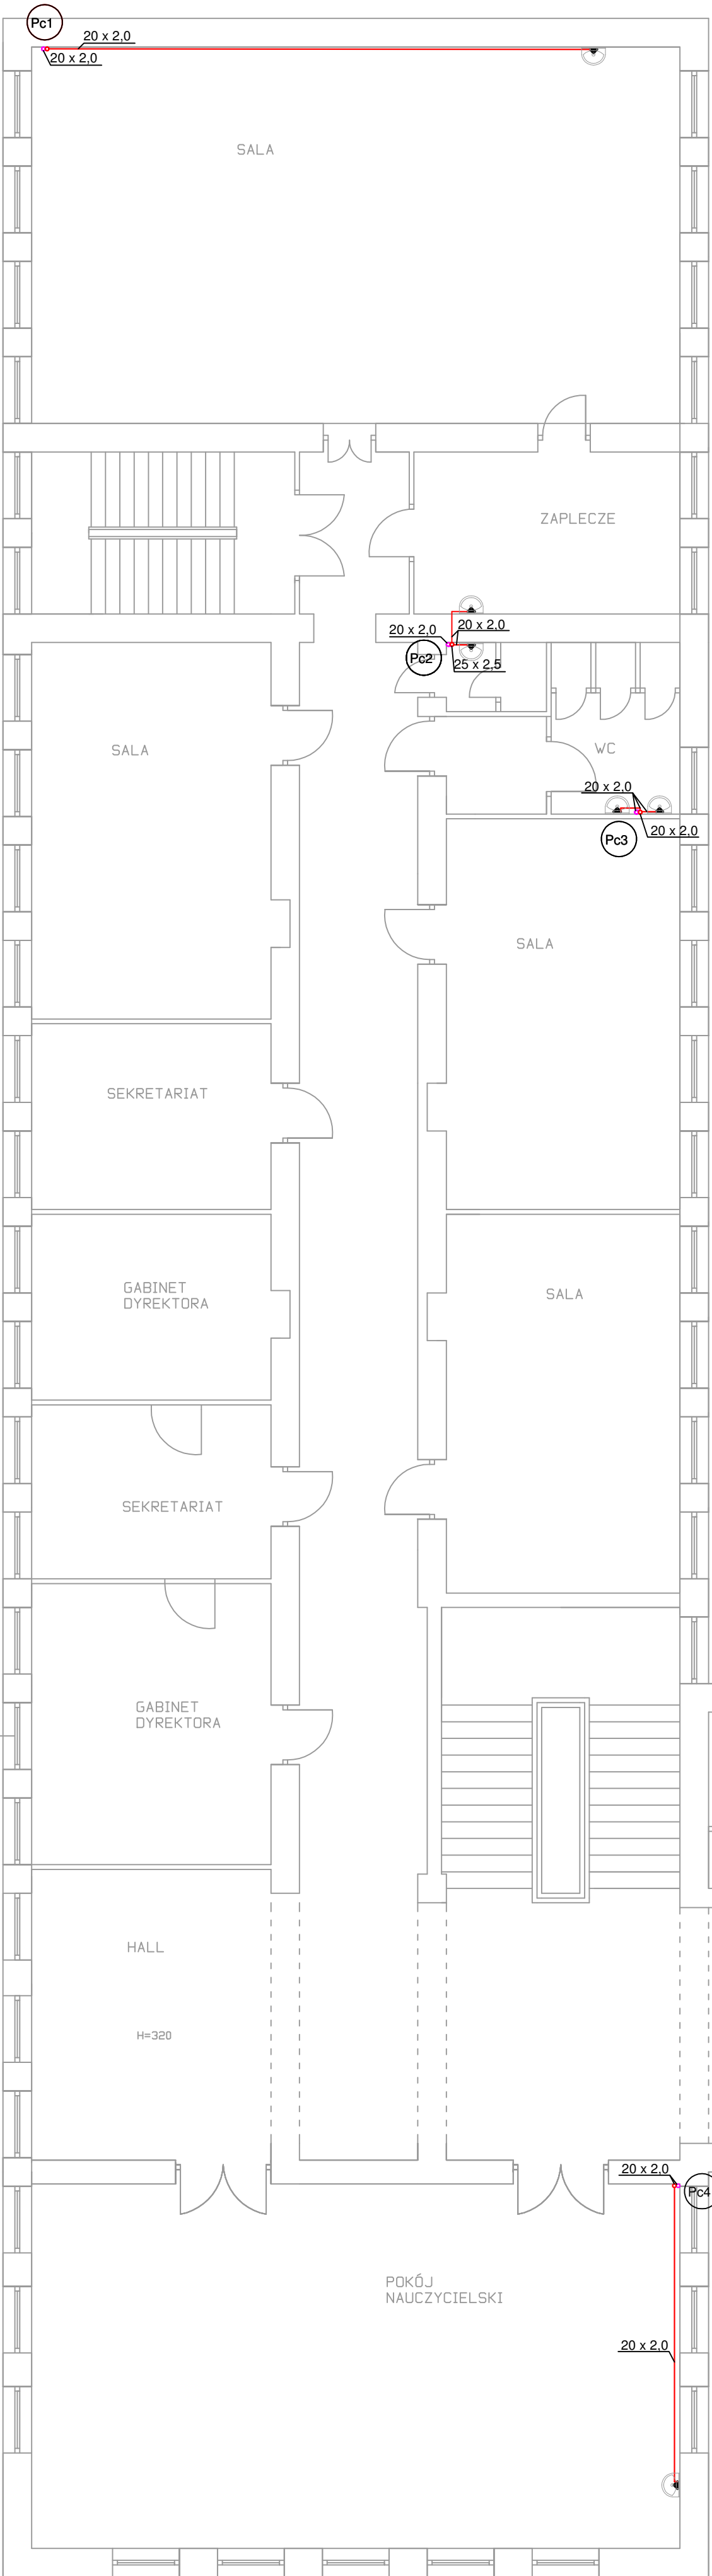 Pc1
20 x 2,0
20 x 2,0
SALA
ZAPLECZE
20 x 2,0
20 x 2,0
Pc2
25 x 2,5
SALA
WC
20 x 2,0
20 x 2,0
Pc3
SALA
SEKRETARIAT
GABINET
DYREKTORA
SALA
SEKRETARIAT
GABINET
DYREKTORA
HALL
H=320
20 x 2,0
Pc4
POKÓJ
NAUCZYCIELSKI
20 x 2,0